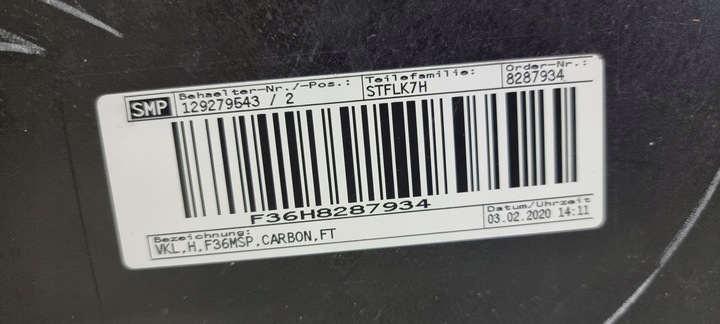 SMP
Behaelter-Nr./-Pos.:
129279543 / 2
Teilefamilie:
STFLK7H
Order-Nr.:
8287934
F36H8287934
Bezeichnung:
VKL,H,F36MSP,CARBON,FT
Datum/Uhrzeit
03.02.2020 14:11